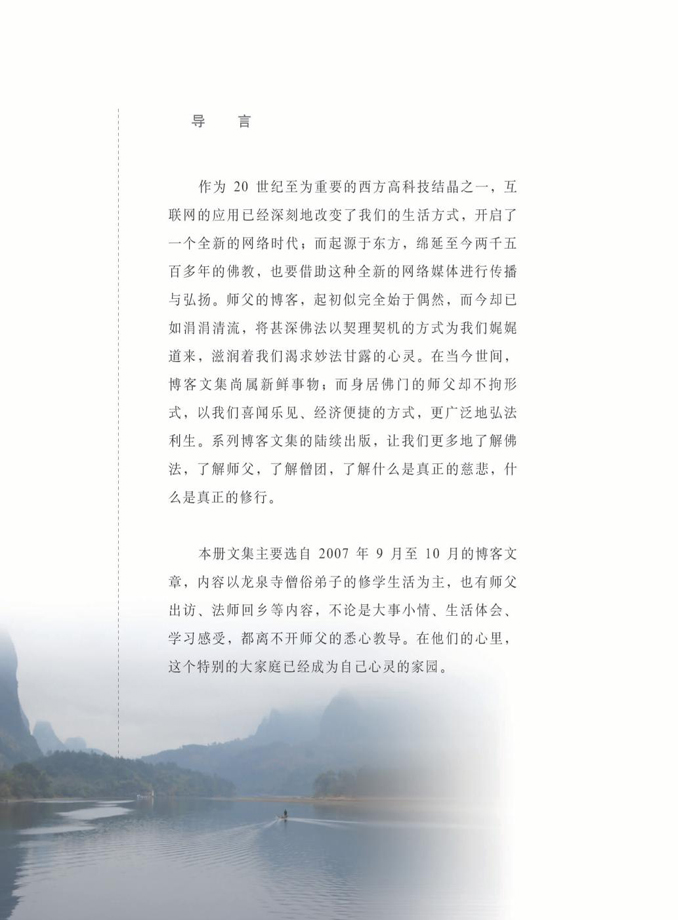 导 言
作为 20 世纪至为重要的西方高科技结晶之一，互
联网的应用已经深刻地改变了我们的生活方式，开启了
一个全新的网络时代；而起源于东方，绵延至今两千五
百多年的佛教，也要借助这种全新的网络媒体进行传播
与弘扬。师父的博客，起初似完全始于偶然，而今却已
如涓涓清流，将甚深佛法以契理契机的方式为我们娓娓
道来，滋润着我们渴求妙法甘露的心灵。在当今世间，
博客文集尚属新鲜事物；而身居佛门的师父却不拘形
式，以我们喜闻乐见、经济便捷的方式，更广泛地弘法
利生。系列博客文集的陆续出版，让我们更多地了解佛
法，了解师父，了解僧团，了解什么是真正的慈悲，什
么是真正的修行。
本册文集主要选自 2007 年 9 月至 10 月的博客文
章，内容以龙泉寺僧俗弟子的修学生活为主，也有师父
出访、法师回乡等内容，不论是大事小情、生活体会、
学习感受，都离不开师父的悉心教导。在他们的心里，
这个特别的大家庭已经成为自己心灵的家园。